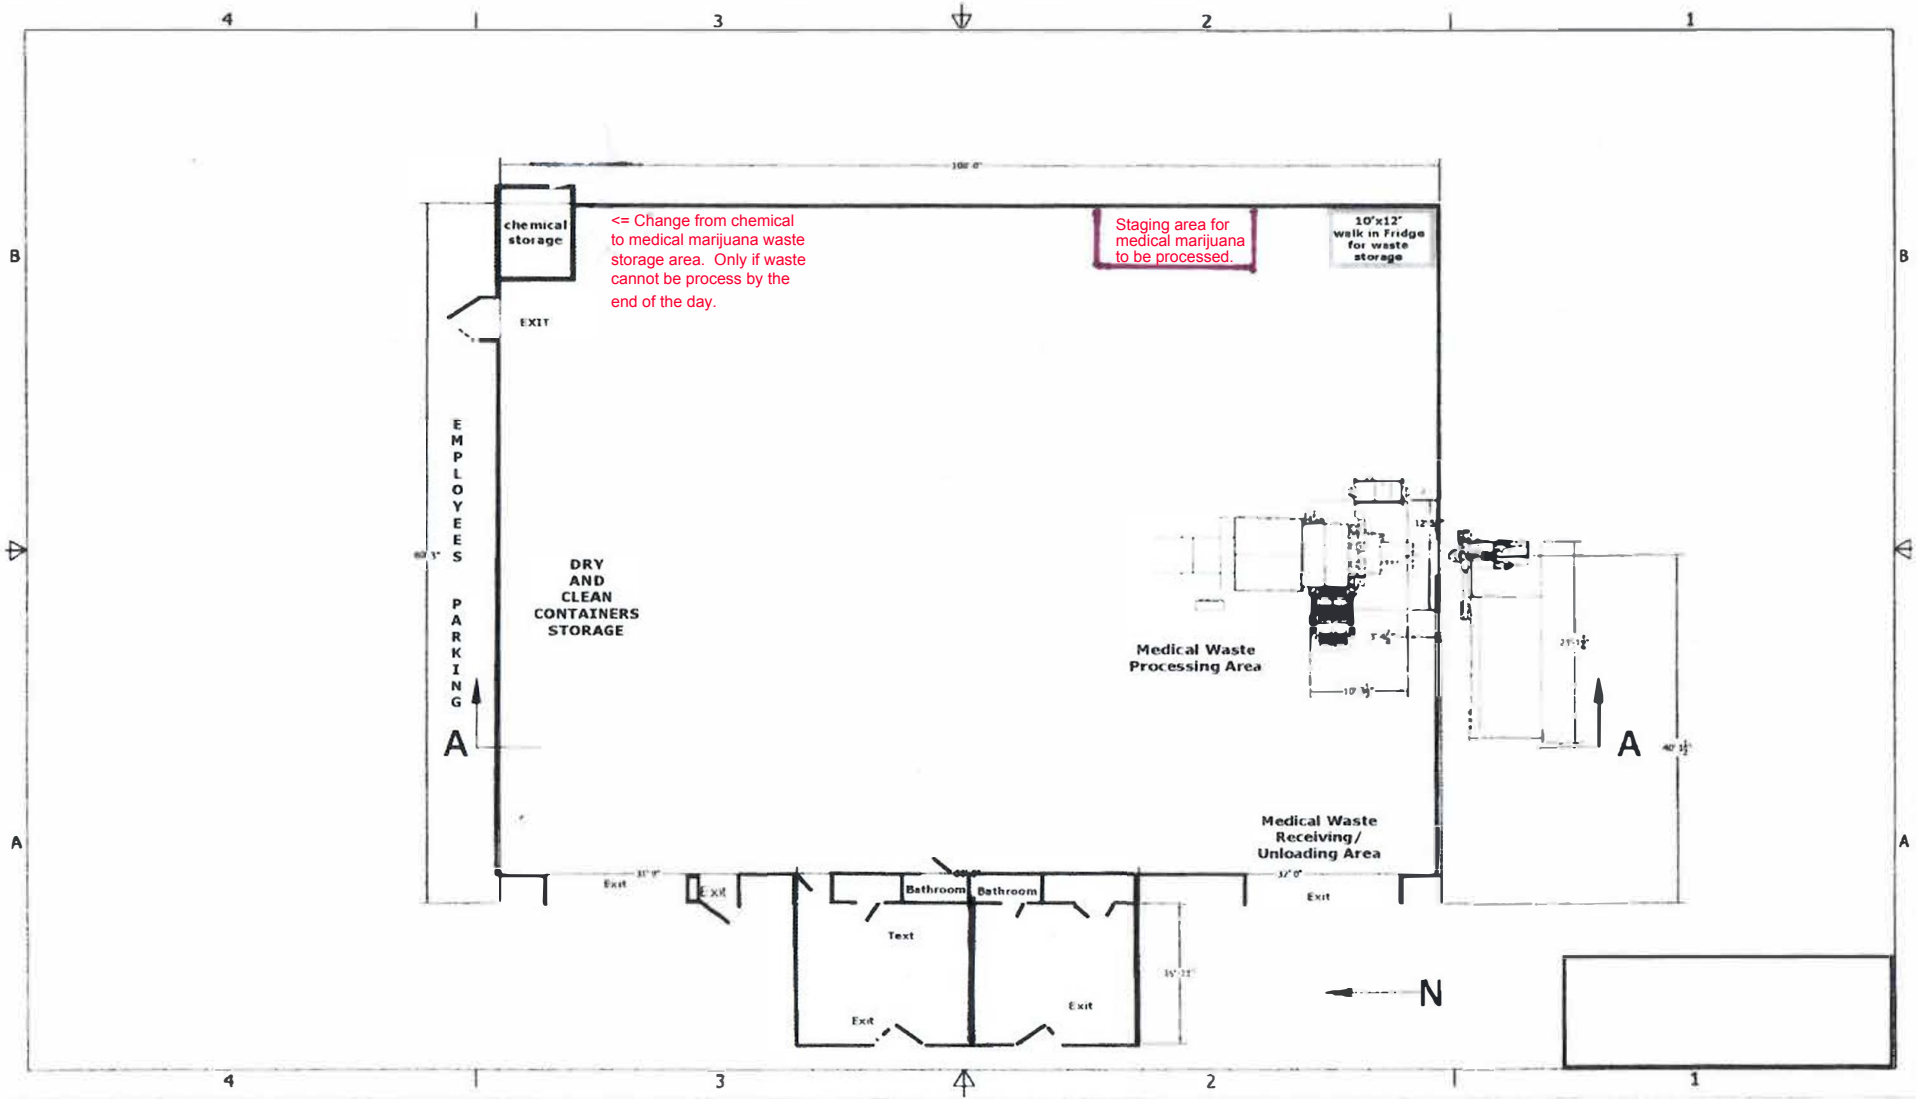 4 3 2 1
chemical
storage
<= Change from chemical
to medical marijuana waste
storage area. Only if waste
cannot be process by the
end of the day.
Staging area for
medical marijuana
to be processed.
10'x12'
walk in Fridge
for waste
storage
B
B
EXIT
EMPLOYEES PARKING
DRY
AND
CLEAN
CONTAINERS
STORAGE
Medical Waste
Processing Area
A
A
40' 1½"
A
A
Medical Waste
Receiving/
Unloading Area
Exit
Exit
Bathroom
Bathroom
Exit
Text
Exit
Exit
N
4 3 2 1